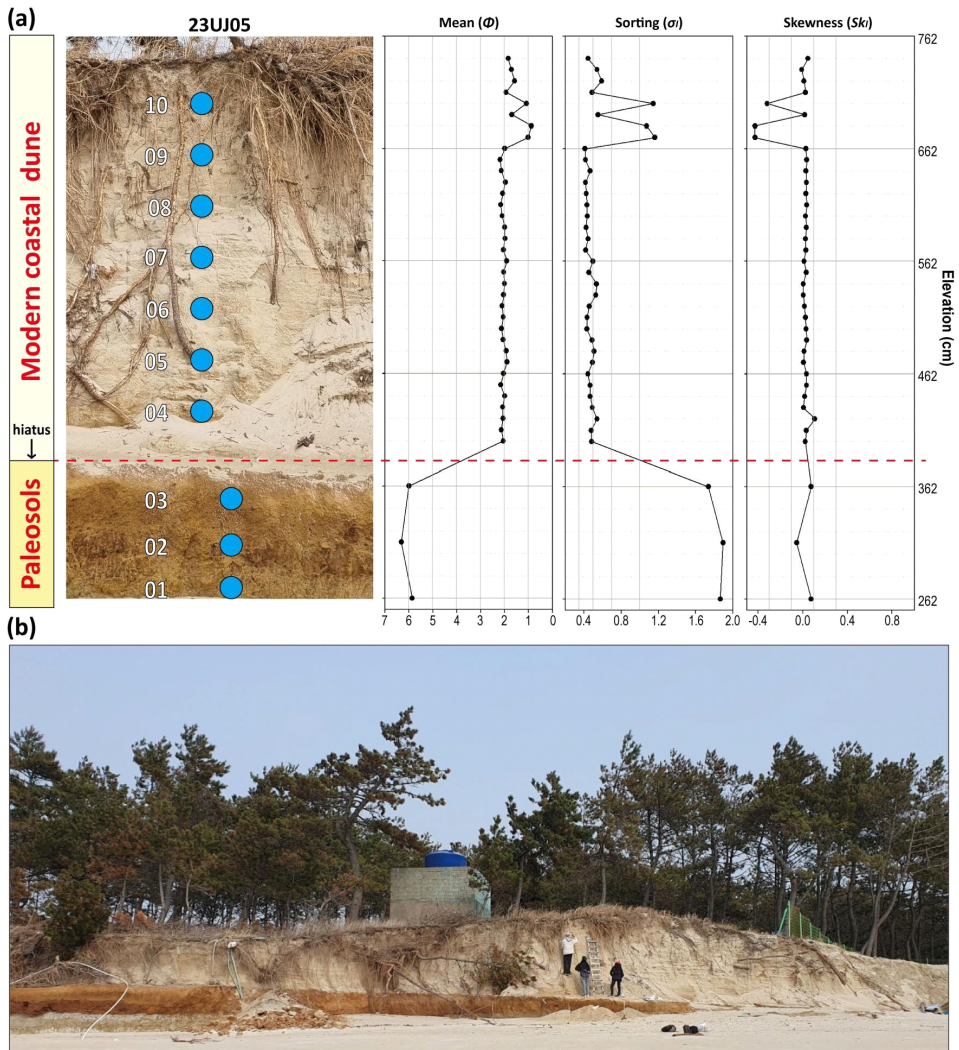 (a)
23UJ05
Mean (Φ)
Sorting (σI)
Skewness (SkI)
Modern coastal dune
hiatus
Paleosols
10
09
08
07
06
05
04
03
02
01
762
662
562
462
362
262
Elevation (cm)
7 6 5 4 3 2 1 0
0.4 1.2 1.6 2.0
-0.4 0.0 0.4 0.8
(b)